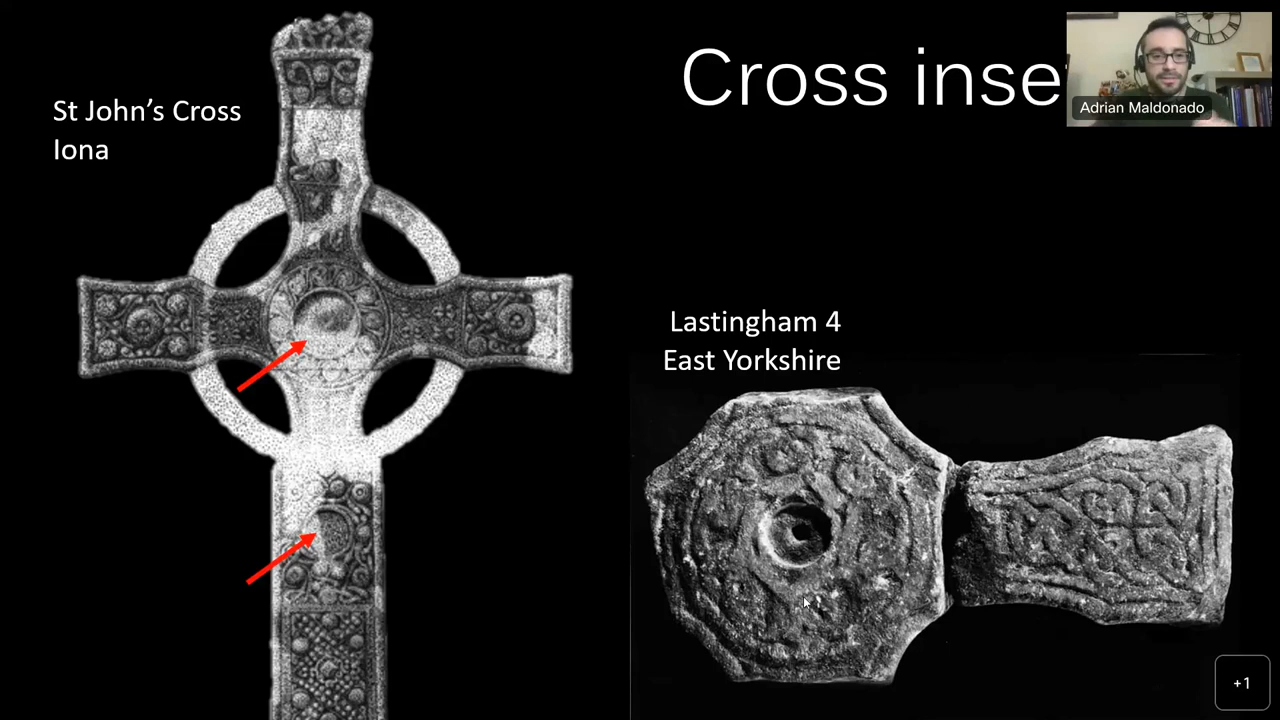 St John’s Cross
Iona
Cross inse
Adrian Maldonado
Lastingham 4
East Yorkshire
+1